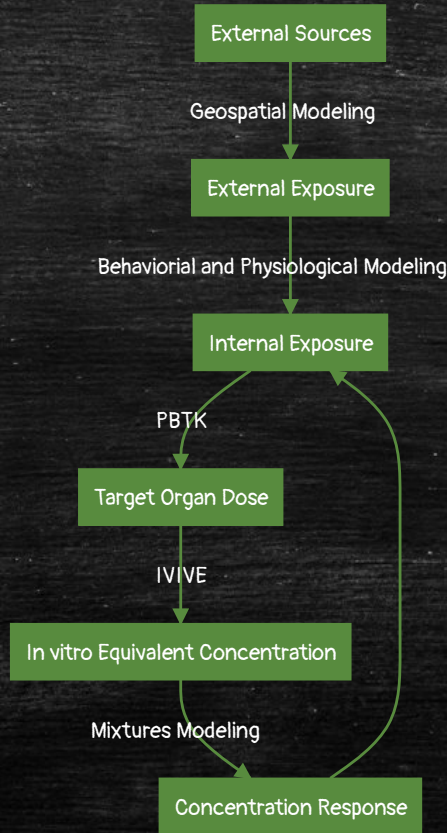 External Sources
Geospatial Modeling
External Exposure
Behaviorial and Physiological Modeling
Internal Exposure
PBTK
Target Organ Dose
IVIVE
In vitro Equivalent Concentration
Mixtures Modeling
Concentration Response